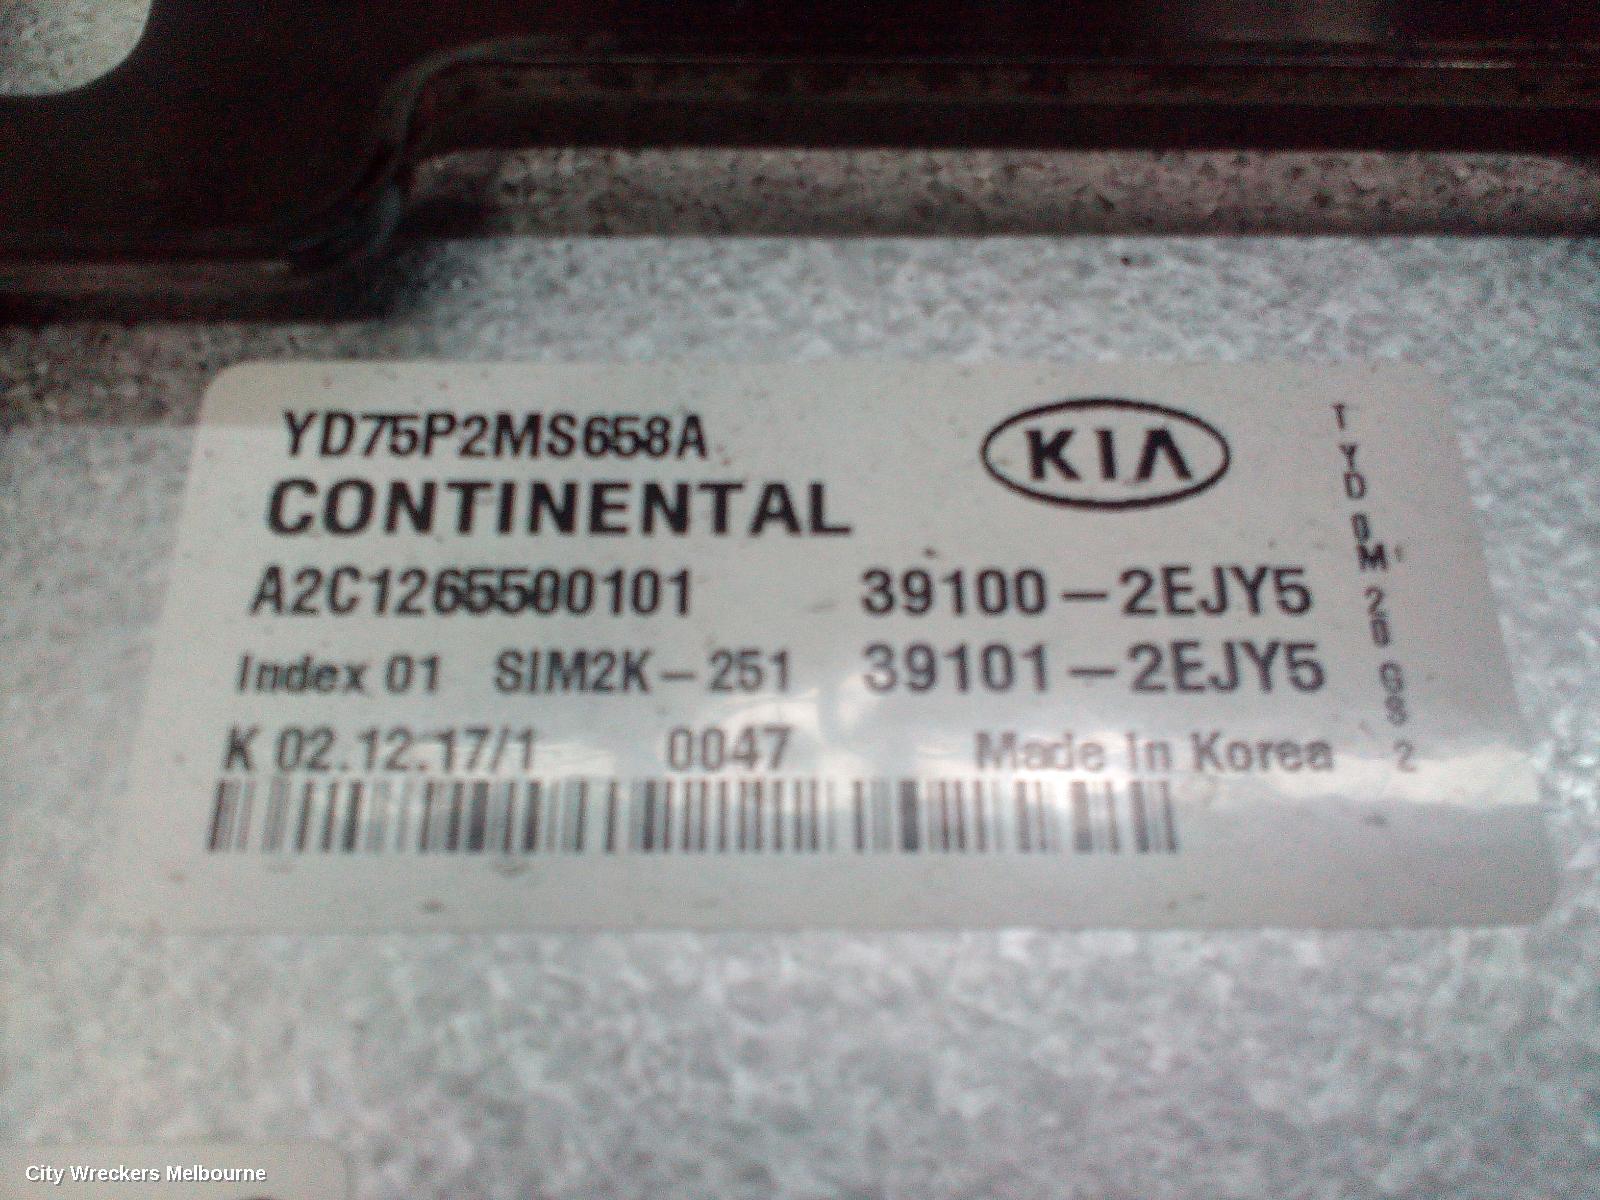 YD75P2MS658A
KIA
CONTINENTAL
A2C1265500101 39100-2EJY5
Index 01 SIM2K-251 39101-2EJY5
K 02.12.17/1 0047 Made in Korea
City Wreckers Melbourne